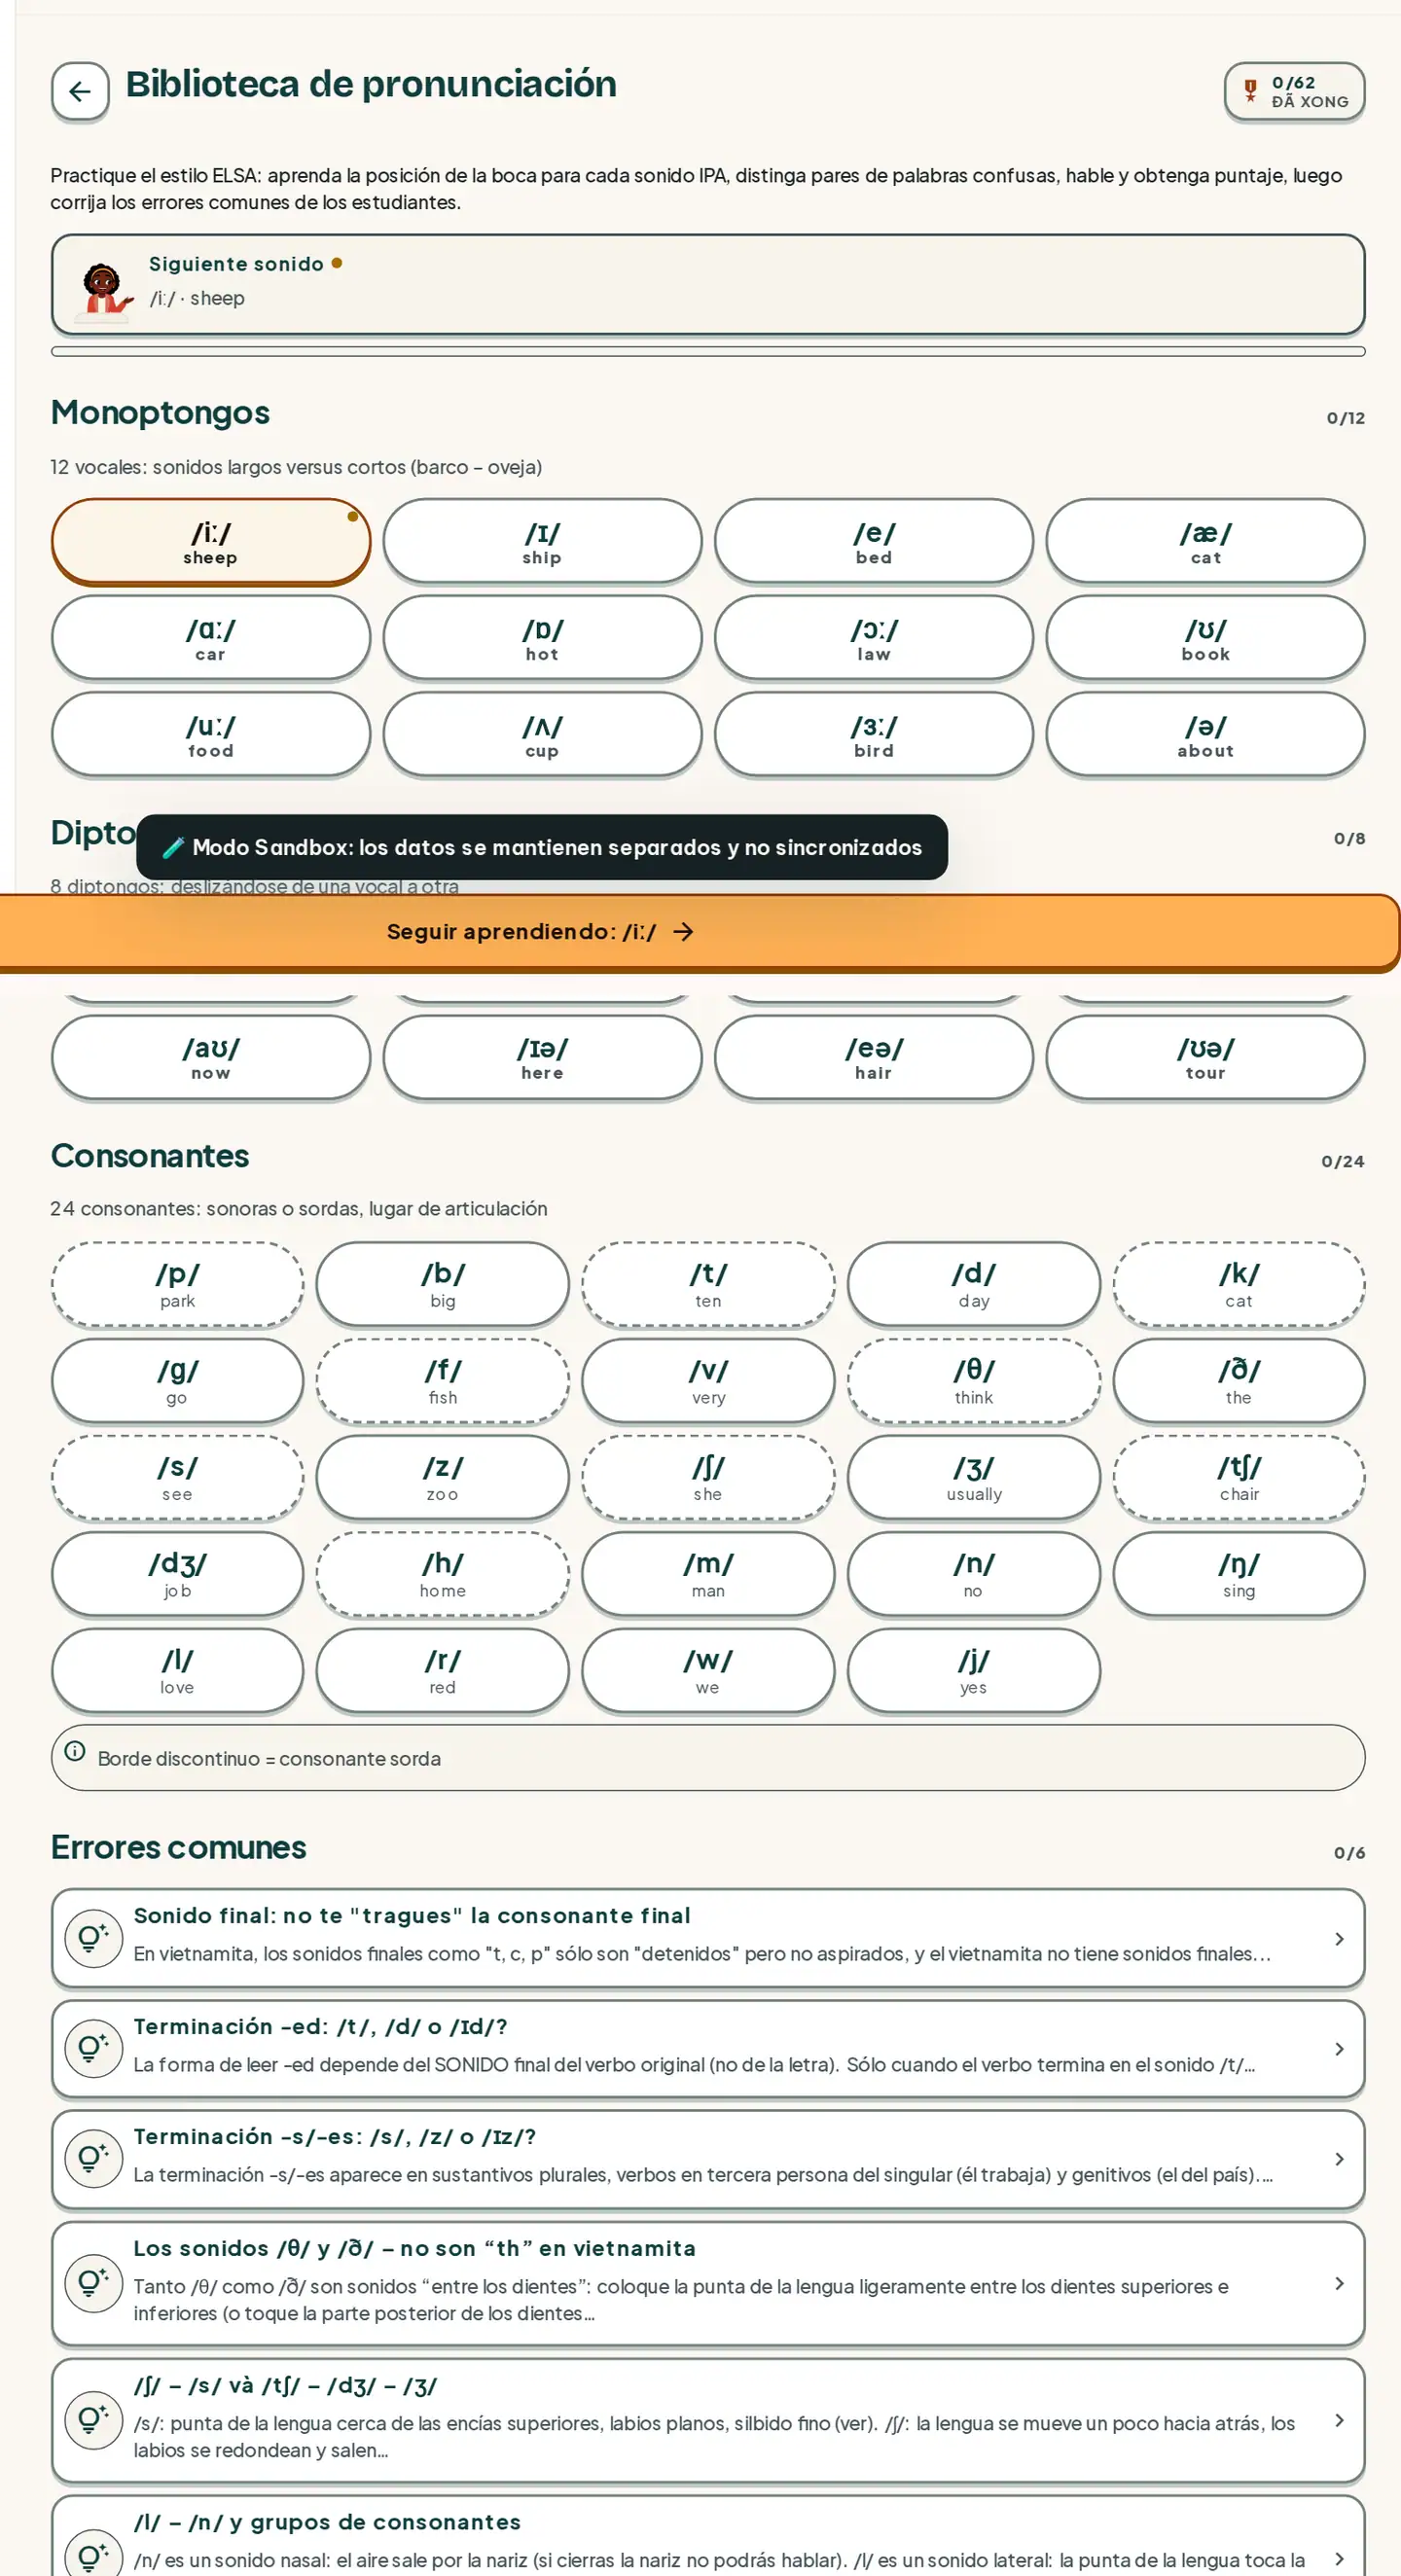 Biblioteca de pronunciación
0/62
ĐÃ XONG
Practique el estilo ELSA: aprenda la posición de la boca para cada sonido IPA, distinga pares de palabras confusas, hable y obtenga puntaje, luego
corrija los errores comunes de los estudiantes.
Siguiente sonido
/iː/ · sheep
Monoptongos
0/12
12 vocales: sonidos largos versus cortos (barco – oveja)
/iː/ /ɪ/ /e/ /æ/
sheep ship bed cat
/ɑː/ /ɒ/ /ɔː/ /ʊ/
car hot law book
/uː/ /ʌ/ /ɜː/ /ə/
food cup bird about
Dipto
0/8
🧪 Modo Sandbox: los datos se mantienen separados y no sincronizados
8 diptongos: deslizándose de una vocal a otra
Seguir aprendiendo: /iː/ →
/aʊ/ /ɪə/ /eə/ /ʊə/
now here hair tour
Consonantes
0/24
24 consonantes: sonoras o sordas, lugar de articulación
/p/ /b/ /t/ /d/ /k/
park big ten day cat
/g/ /f/ /v/ /θ/ /ð/
go fish very think the
/s/ /z/ /ʃ/ /ʒ/ /tʃ/
see zoo she usually chair
/dʒ/ /h/ /m/ /n/ /ŋ/
job home man no sing
/l/ /r/ /w/ /j/
love red we yes
Borde discontinuo = consonante sorda
Errores comunes
0/6
Sonido final: no te "tragues" la consonante final
En vietnamita, los sonidos finales como "t, c, p" sólo son "detenidos" pero no aspirados, y el vietnamita no tiene sonidos finales...
Terminación -ed: /t/, /d/ o /ɪd/?
La forma de leer -ed depende del SONIDO final del verbo original (no de la letra). Sólo cuando el verbo termina en el sonido /t/...
Terminación -s/-es: /s/, /z/ o /ɪz/?
La terminación -s/-es aparece en sustantivos plurales, verbos en tercera persona del singular (él trabaja) y genitivos (el del país)....
Los sonidos /θ/ y /ð/ – no son “th” en vietnamita
Tanto /θ/ como /ð/ son sonidos “entre los dientes”: coloque la punta de la lengua ligeramente entre los dientes superiores e
inferiores (o toque la parte posterior de los dientes...
/ʃ/ – /s/ và /tʃ/ – /dʒ/ – /ʒ/
/s/: punta de la lengua cerca de las encías superiores, labios planos, silbido fino (ver). /ʃ/: la lengua se mueve un poco hacia atrás, los
labios se redondean y salen...
/l/ – /n/ y grupos de consonantes
/n/ es un sonido nasal: el aire sale por la nariz (si cierras la nariz no podrás hablar). /l/ es un sonido lateral: la punta de la lengua toca la